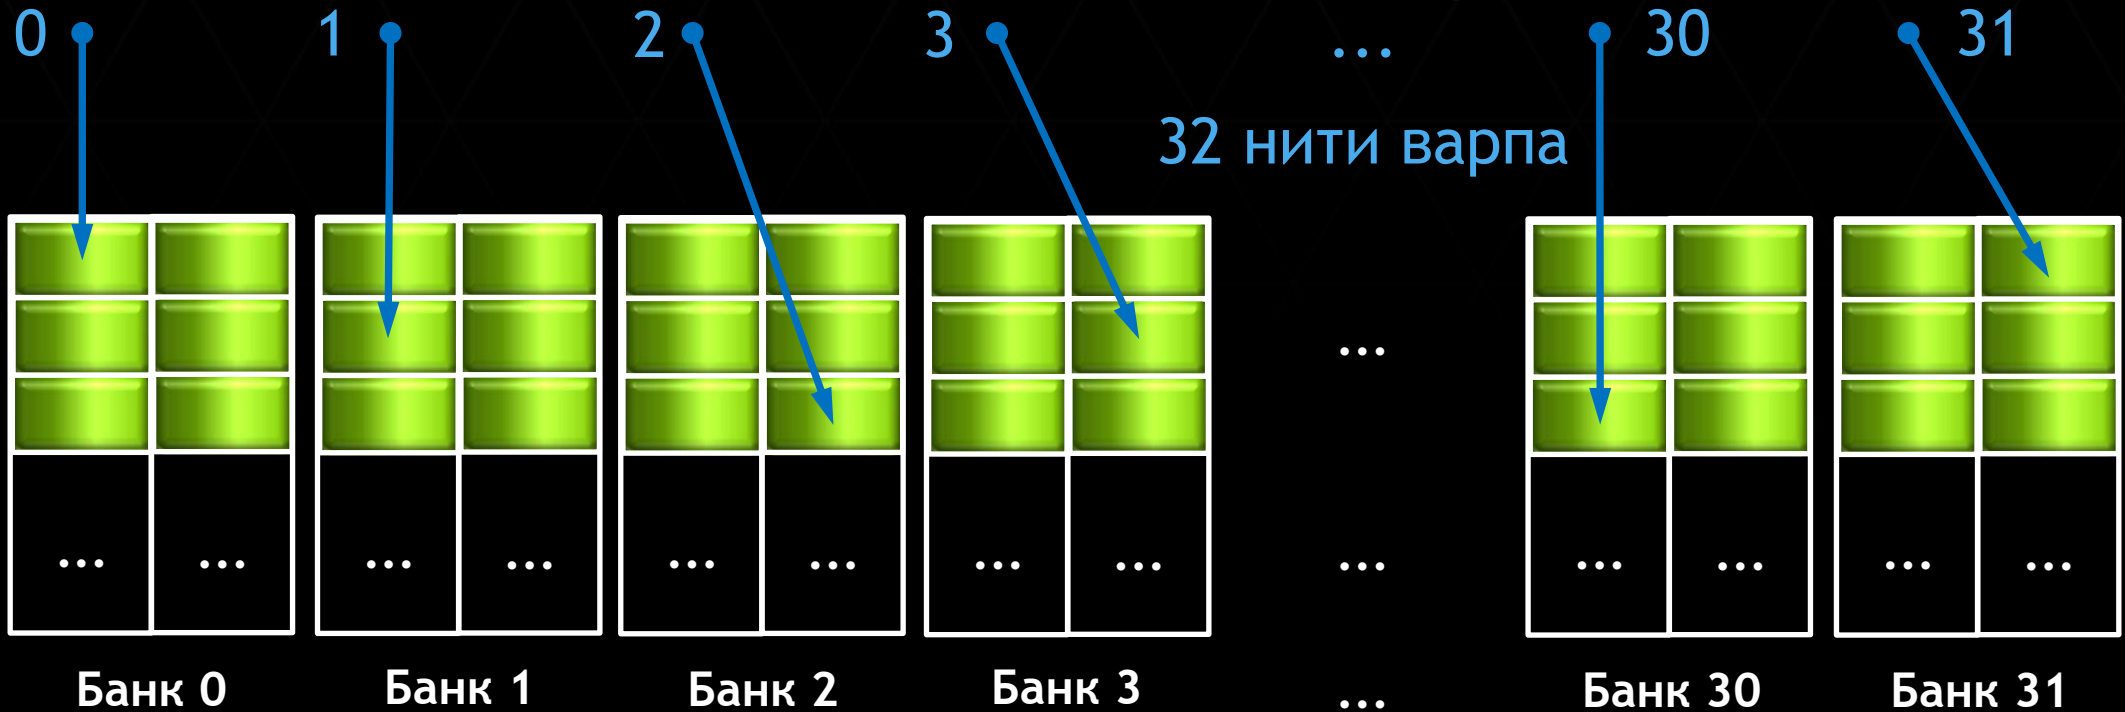 0 1 2 3 ... 30 31
32 нити варпа
...
... ... ... ... ... ... ... ... ... ... ... ... ...
Банк 0 Банк 1 Банк 2 Банк 3 ... Банк 30 Банк 31